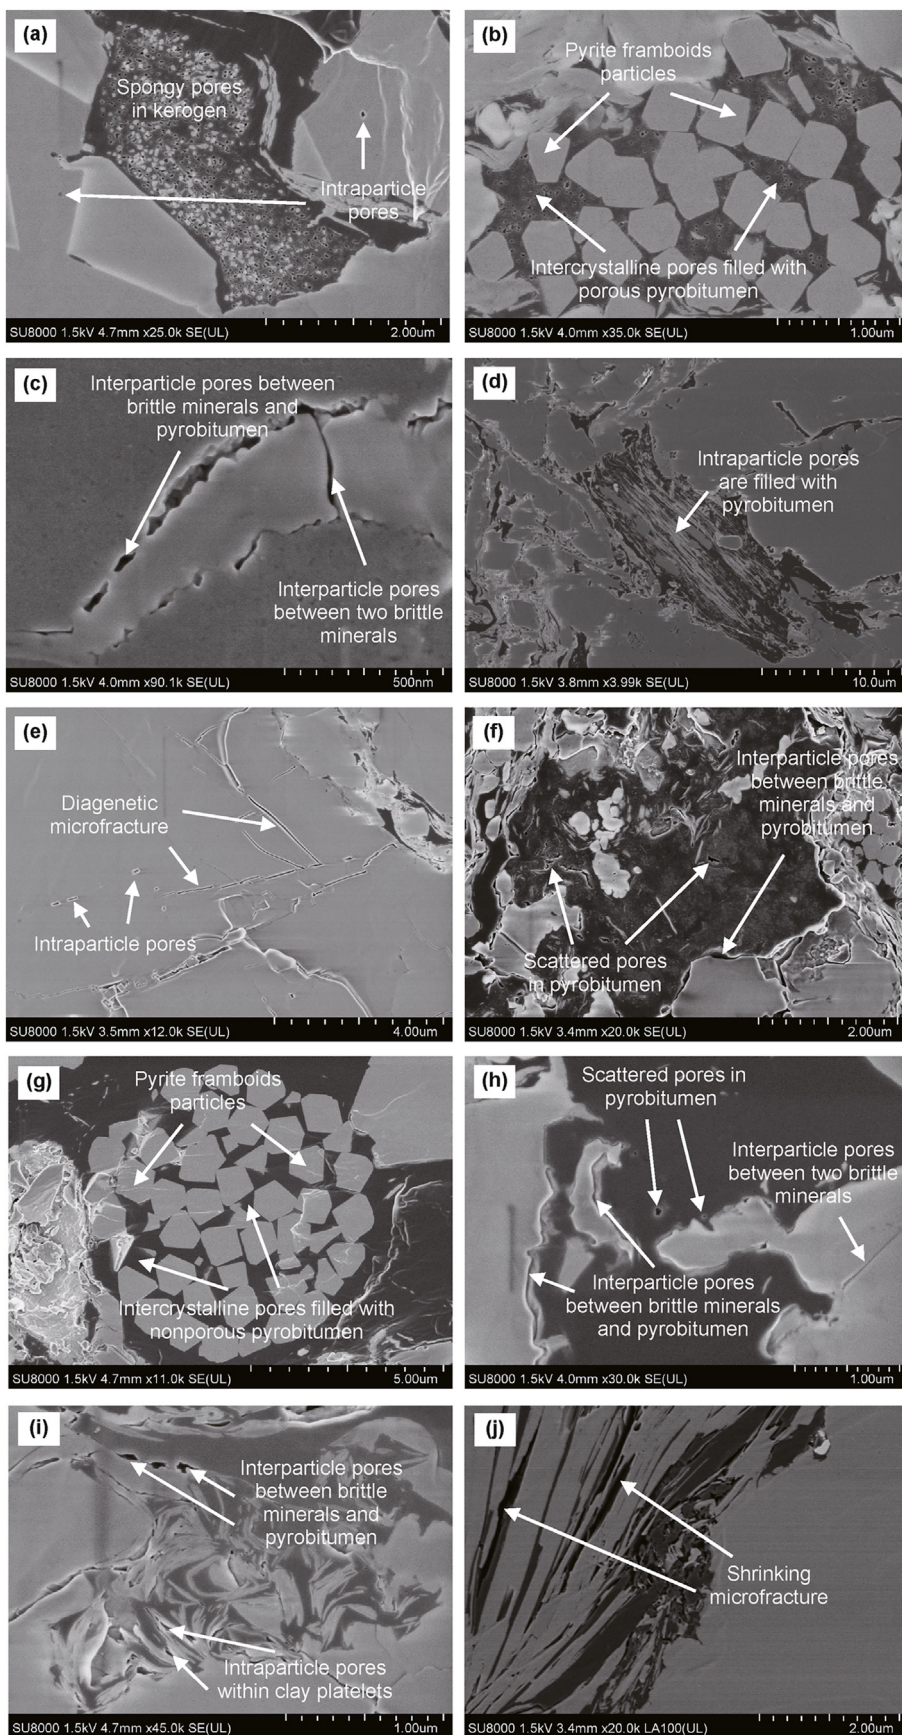 (a)
Spongy pores
in kerogen
Intraparticle
pores
SU8000 1.5kV 4.7mm x25.0k SE(UL)
2.00um
(b)
Pyrite framboids
particles
Intercrystalline pores filled with
porous pyrobitumen
SU8000 1.5kV 4.0mm x35.0k SE(UL)
1.00um
(c)
Interparticle pores between
brittle minerals and
pyrobitumen
Interparticle pores
between two brittle
minerals
SU8000 1.5kV 4.0mm x90.1k SE(UL)
500nm
(d)
Intraparticle pores
are filled with
pyrobitumen
SU8000 1.5kV 3.8mm x3.99k SE(UL)
10.0um
(e)
Diagenetic
microfracture
Intraparticle pores
SU8000 1.5kV 3.5mm x12.0k SE(UL)
4.00um
(f)
Interparticle pores
between brittle
minerals and
pyrobitumen
Scattered pores
in pyrobitumen
SU8000 1.5kV 3.4mm x20.0k SE(UL)
2.00um
(g)
Pyrite framboids
particles
Intercrystalline pores filled with
nonporous pyrobitumen
SU8000 1.5kV 4.7mm x11.0k SE(UL)
5.00um
(h)
Scattered pores in
pyrobitumen
Interparticle pores
between two brittle
minerals
Interparticle pores
between brittle minerals
and pyrobitumen
SU8000 1.5kV 4.0mm x30.0k SE(UL)
1.00um
(i)
Interparticle pores
between brittle
minerals and
pyrobitumen
Intraparticle pores
within clay platelets
SU8000 1.5kV 4.7mm x45.0k SE(UL)
1.00um
(j)
Shrinking
microfracture
SU8000 1.5kV 3.4mm x20.0k LA100(UL)
2.00um